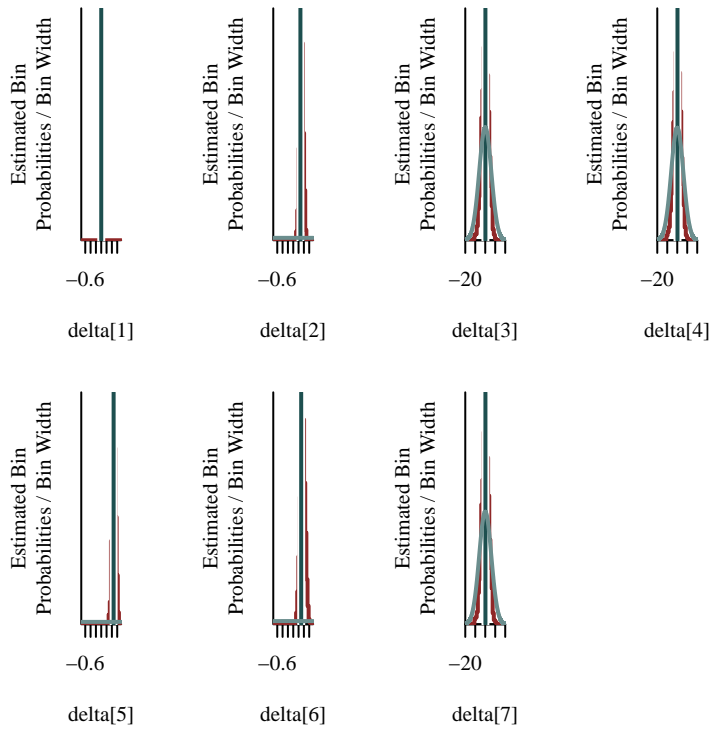 Estimated Bin
Probabilities / Bin Width
−0.6
delta[1]
Estimated Bin
Probabilities / Bin Width
−0.6
delta[2]
Estimated Bin
Probabilities / Bin Width
−20
delta[3]
Estimated Bin
Probabilities / Bin Width
−20
delta[4]
Estimated Bin
Probabilities / Bin Width
−0.6
delta[5]
Estimated Bin
Probabilities / Bin Width
−0.6
delta[6]
Estimated Bin
Probabilities / Bin Width
−20
delta[7]